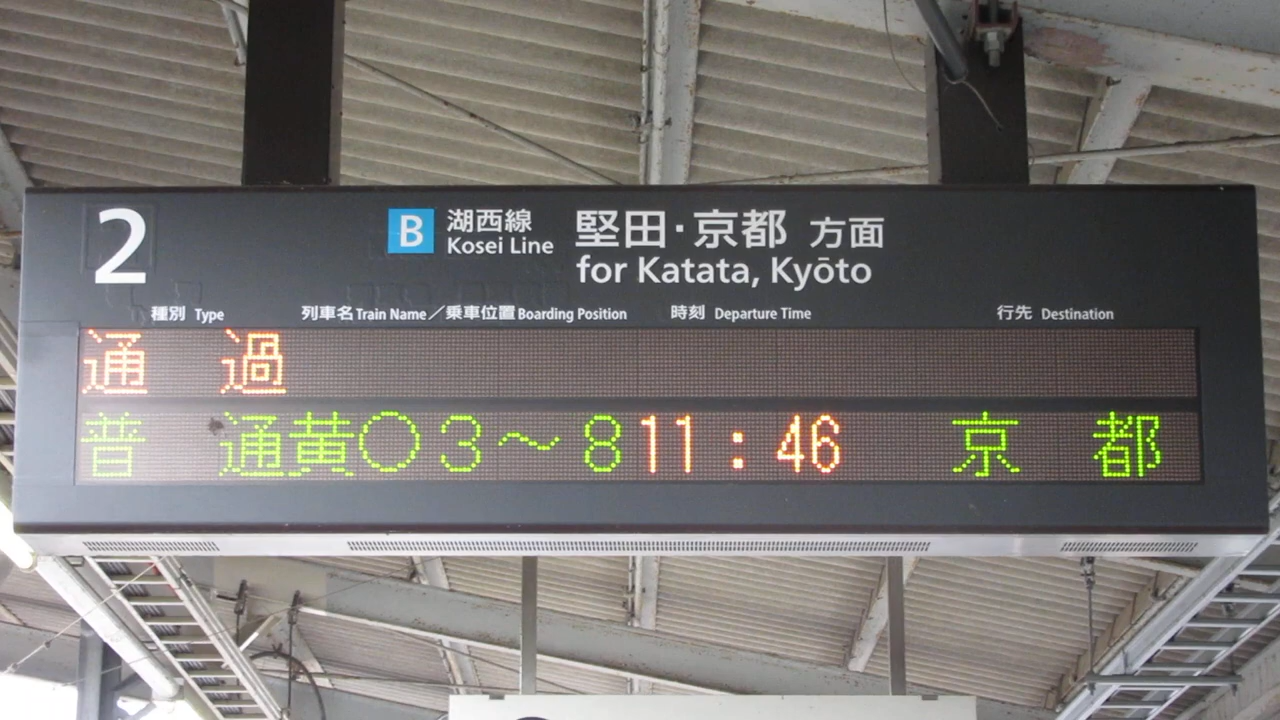 2
B 湖西線 堅田・京都 方面
Kosei Line for Katata, Kyōto
種別 Type 列車名 Train Name／乗車位置 Boarding Position 時刻 Departure Time 行先 Destination
通 過
普 通 黄〇3～8 11:46 京 都